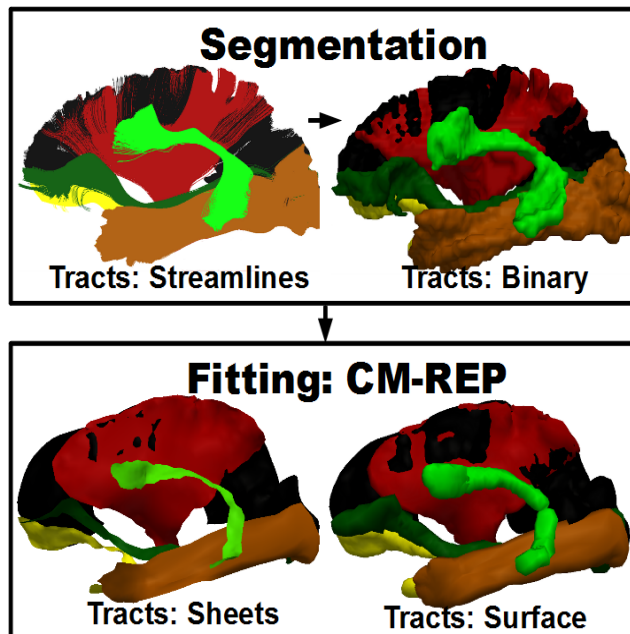 Segmentation
Tracts: Streamlines
Tracts: Binary
Fitting: CM-REP
Tracts: Sheets
Tracts: Surface